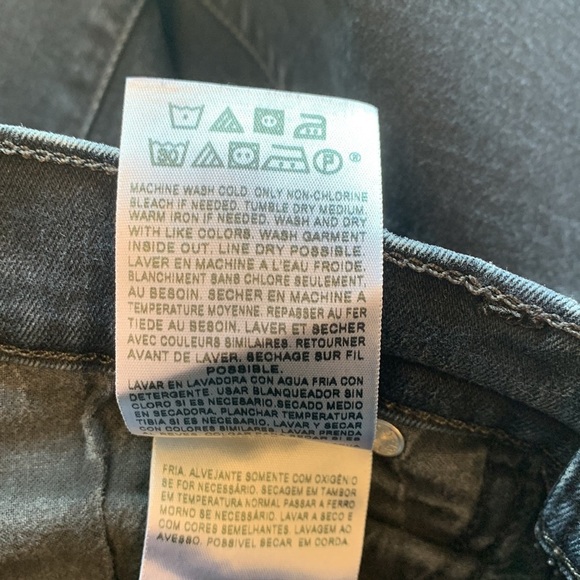 30 P ®
MACHINE WASH COLD. ONLY NON-CHLORINE
BLEACH IF NEEDED. TUMBLE DRY MEDIUM.
WARM IRON IF NEEDED. WASH AND DRY
WITH LIKE COLORS. WASH GARMENT
INSIDE OUT. LINE DRY POSSIBLE.
LAVER EN MACHINE A L'EAU FROIDE.
BLANCHIMENT SANS CHLORE SEULEMENT,
AU BESOIN. SECHER EN MACHINE A
TEMPERATURE MOYENNE. REPASSER AU FER
TIEDE AU BESOIN. LAVER ET SECHER
AVEC COULEURS SIMILAIRES. RETOURNER
AVANT DE LAVER. SECHAGE SUR FIL
POSSIBLE.
LAVAR EN LAVADORA CON AGUA FRIA CON
DETERGENTE. USAR BLANQUEADOR SIN
CLORO SI ES NECESARIO. SECADO MEDIO
EN SECADORA. PLANCHAR TEMPERATURA
TIBIA SI ES NECESARIO. LAVAR Y SECAR
CON COLORES SIMILARES. LAVAR PRENDA
FRIA. ALVEJANTE SOMENTE COM OXIGÊNIO
SE FOR NECESSÁRIO. SECAGEM EM TAMBOR
EM TEMPERATURA NORMAL PASSAR A FERRO
MORNO SE NECESSÁRIO. LAVAR A SECO E
COM CORES SEMELHANTES. LAVAGEM AO
AVESSO. POSSIVEL SECAR EM CORDA.